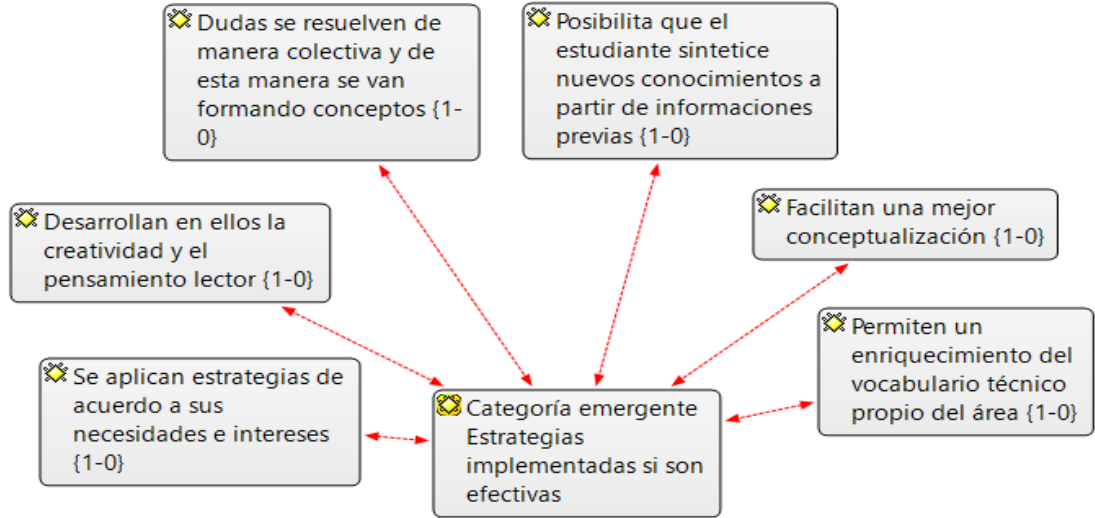 Dudas se resuelven de
manera colectiva y de
esta manera se van
formando conceptos {1-
0}
Posibilita que el
estudiante sintetice
nuevos conocimientos a
partir de informaciones
previas {1-0}
Desarrollan en ellos la
creatividad y el
pensamiento lector {1-0}
Facilitan una mejor
conceptualización {1-0}
Se aplican estrategias de
acuerdo a sus
necesidades e intereses
{1-0}
Categoría emergente
Estrategias
implementadas si son
efectivas
Permiten un
enriquecimiento del
vocabulario técnico
propio del área {1-0}